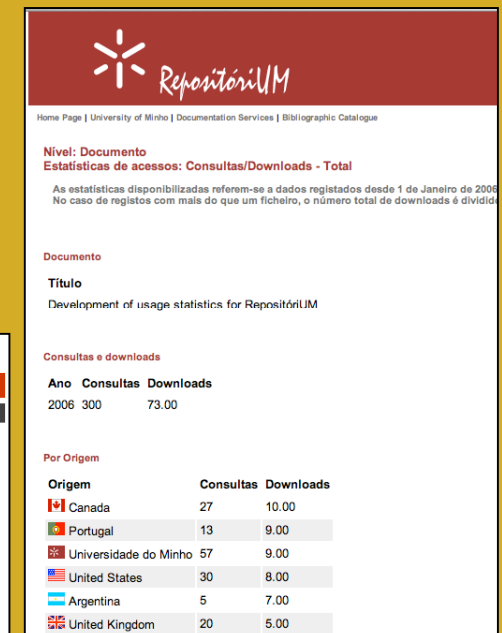 RepositóriUM
Home Page | University of Minho | Documentation Services | Bibliographic Catalogue
Nível: Documento
Estatísticas de acessos: Consultas/Downloads - Total
As estatísticas disponibilizadas referem-se a dados registados desde 1 de Janeiro de 2006
No caso de registos com mais do que um ficheiro, o número total de downloads é dividido
Documento
Título
Development of usage statistics for RepositóriUM
Consultas e downloads
Ano Consultas Downloads
2006 300 73.00
Por Origem
Origem Consultas Downloads
Canada 27 10.00
Portugal 13 9.00
Universidade do Minho 57 9.00
United States 30 8.00
Argentina 5 7.00
United Kingdom 20 5.00